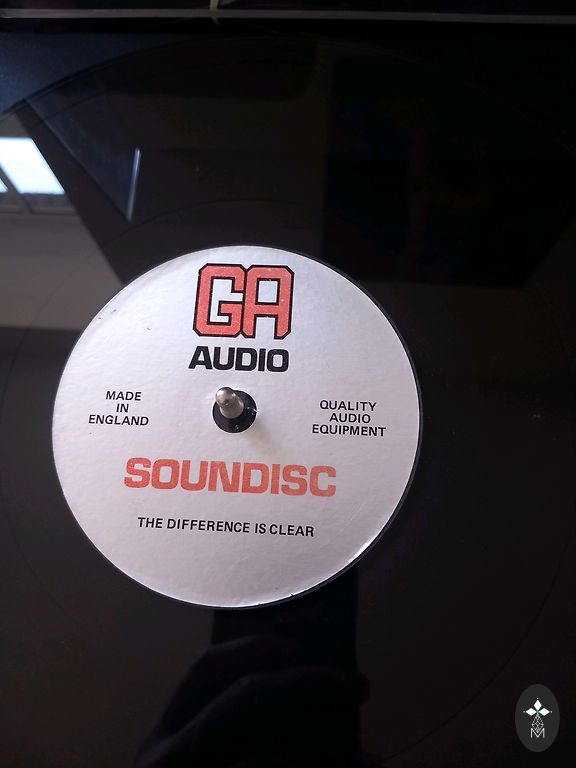 GA
AUDIO
MADE
IN
ENGLAND
QUALITY
AUDIO
EQUIPMENT
SOUNDISC
THE DIFFERENCE IS CLEAR
M